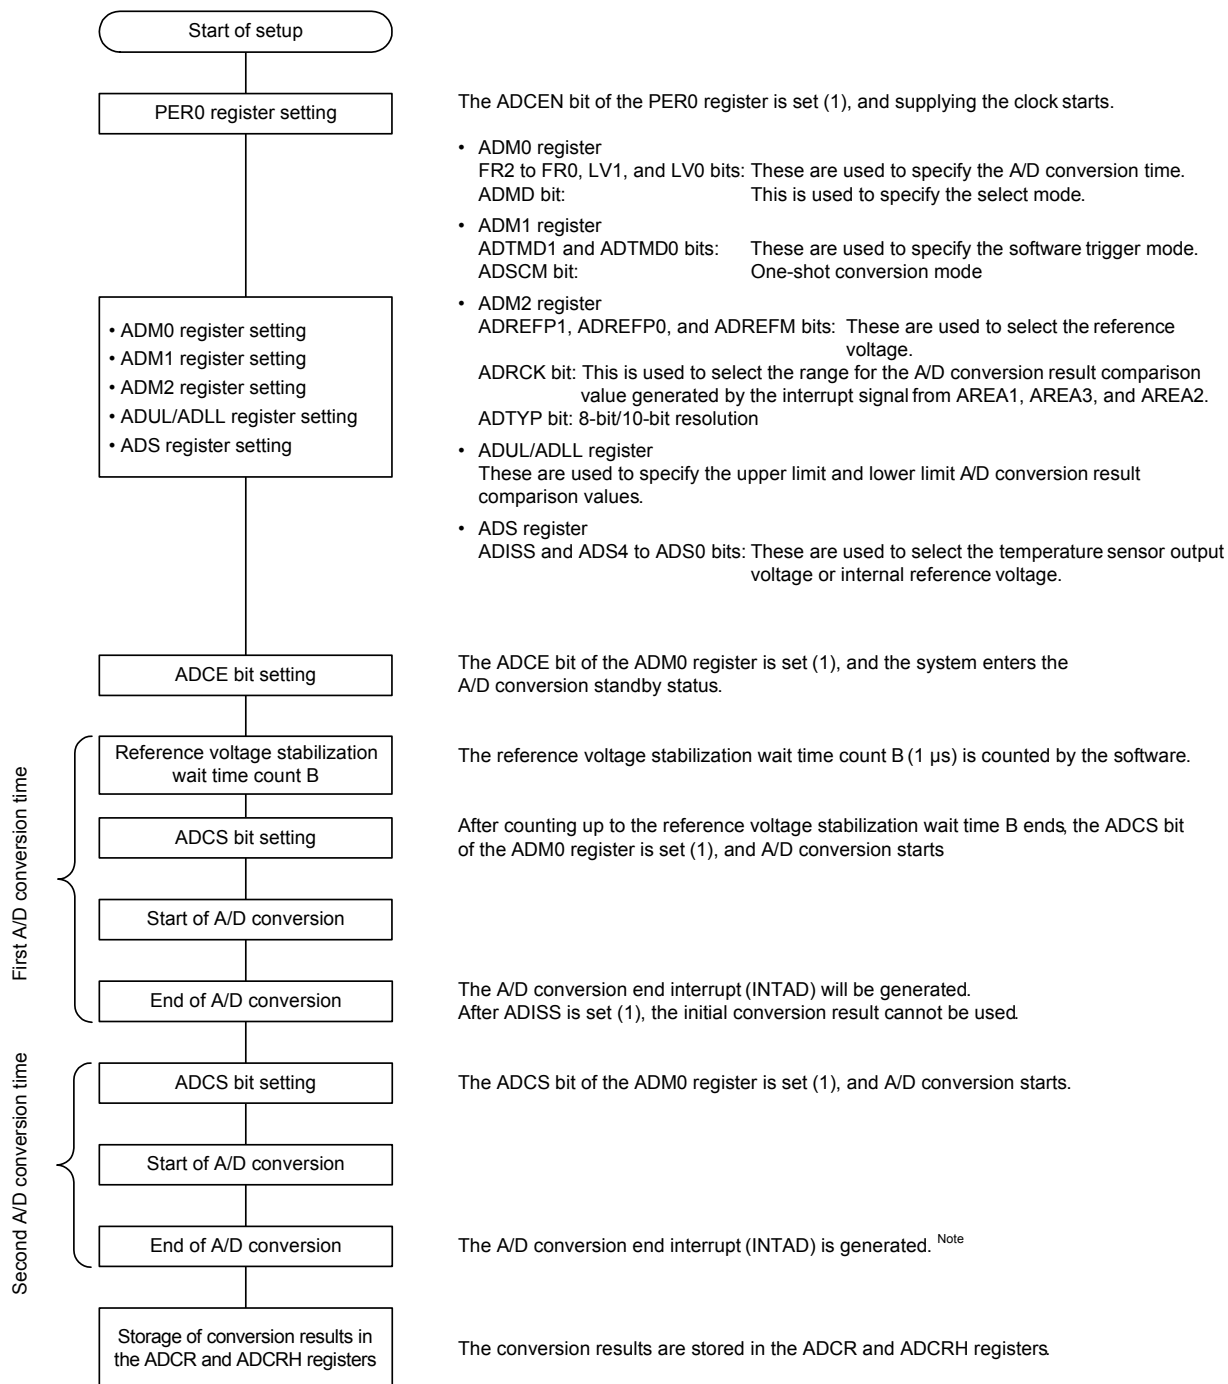 Start of setup
PER0 register setting
The ADCEN bit of the PER0 register is set (1), and supplying the clock starts.
• ADM0 register setting
• ADM1 register setting
• ADM2 register setting
• ADUL/ADLL register setting
• ADS register setting
• ADM0 register
FR2 to FR0, LV1, and LV0 bits: These are used to specify the A/D conversion time.
ADMD bit: This is used to specify the select mode.
• ADM1 register
ADTMD1 and ADTMD0 bits: These are used to specify the software trigger mode.
ADSCM bit: One-shot conversion mode
• ADM2 register
ADREFP1, ADREFP0, and ADREFM bits: These are used to select the reference
voltage.
ADRCK bit: This is used to select the range for the A/D conversion result comparison
value generated by the interrupt signal from AREA1, AREA3, and AREA2.
ADTYP bit: 8-bit/10-bit resolution
• ADUL/ADLL register
These are used to specify the upper limit and lower limit A/D conversion result
comparison values.
• ADS register
ADISS and ADS4 to ADS0 bits: These are used to select the temperature sensor output
voltage or internal reference voltage.
ADCE bit setting
The ADCE bit of the ADM0 register is set (1), and the system enters the
A/D conversion standby status.
First A/D conversion time
Reference voltage stabilization
wait time count B
The reference voltage stabilization wait time count B (1 µs) is counted by the software.
ADCS bit setting
After counting up to the reference voltage stabilization wait time B ends, the ADCS bit
of the ADM0 register is set (1), and A/D conversion starts
Start of A/D conversion
End of A/D conversion
The A/D conversion end interrupt (INTAD) will be generated.
After ADISS is set (1), the initial conversion result cannot be used.
Second A/D conversion time
ADCS bit setting
The ADCS bit of the ADM0 register is set (1), and A/D conversion starts.
Start of A/D conversion
End of A/D conversion
The A/D conversion end interrupt (INTAD) is generated. Note
Storage of conversion results in
the ADCR and ADCRH registers
The conversion results are stored in the ADCR and ADCRH registers.